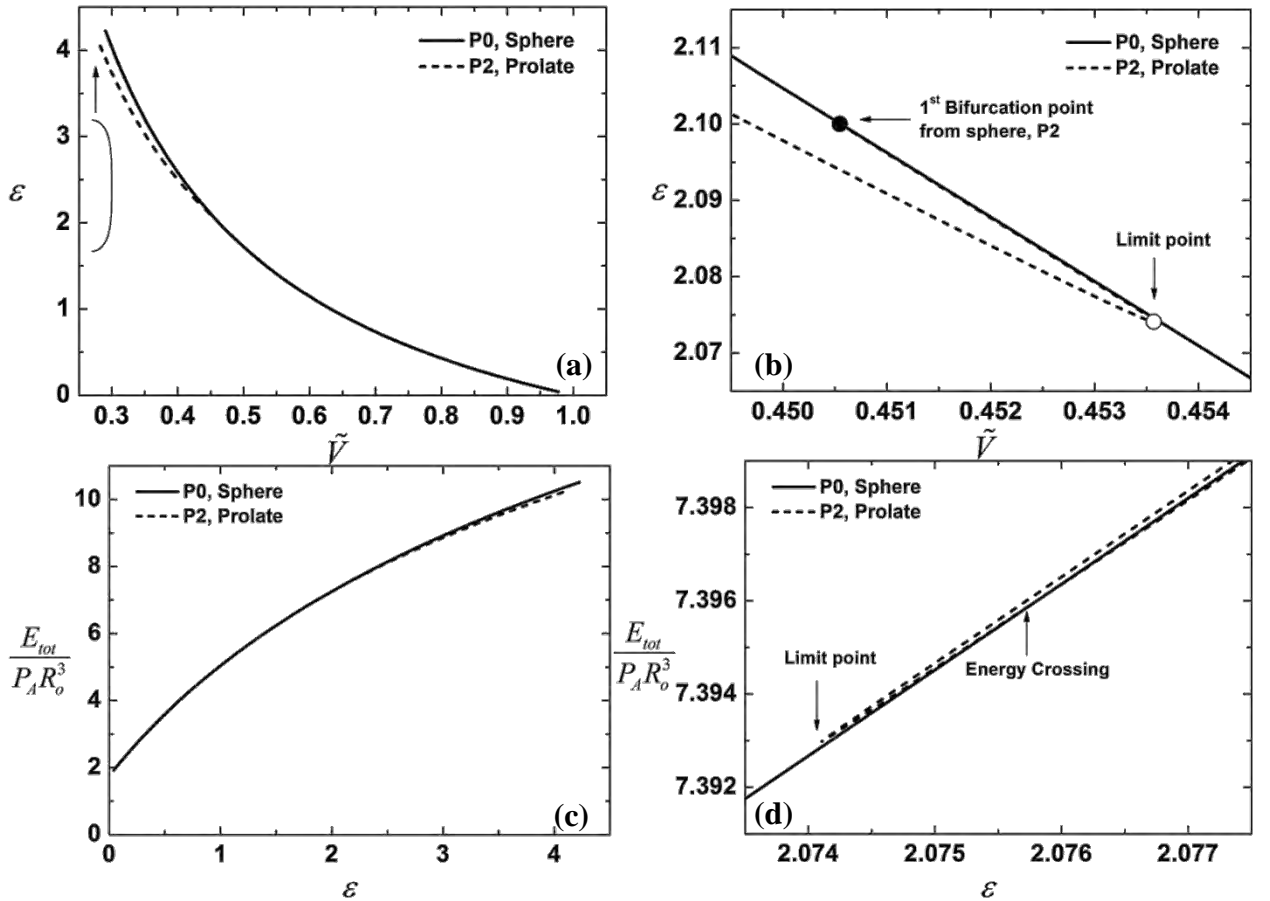 P0, Sphere
P2, Prolate
4
3
ε
2
1
0
0.3 0.4 0.5 0.6 0.7 0.8 0.9 1.0
Ṽ
(a)
P0, Sphere
P2, Prolate
2.11
1st Bifurcation point
from sphere, P2
2.10
ε
2.09
Limit point
2.08
2.07
(b)
0.450 0.451 0.452 0.453 0.454
Ṽ
P0, Sphere
P2, Prolate
10
8
6
E_tot
P_A R_o^3
4
2
0
(c)
0 1 2 3 4
ε
P0, Sphere
P2, Prolate
7.398
7.396
E_tot
P_A R_o^3
Limit point
Energy Crossing
7.394
7.392
(d)
2.074 2.075 2.076 2.077
ε